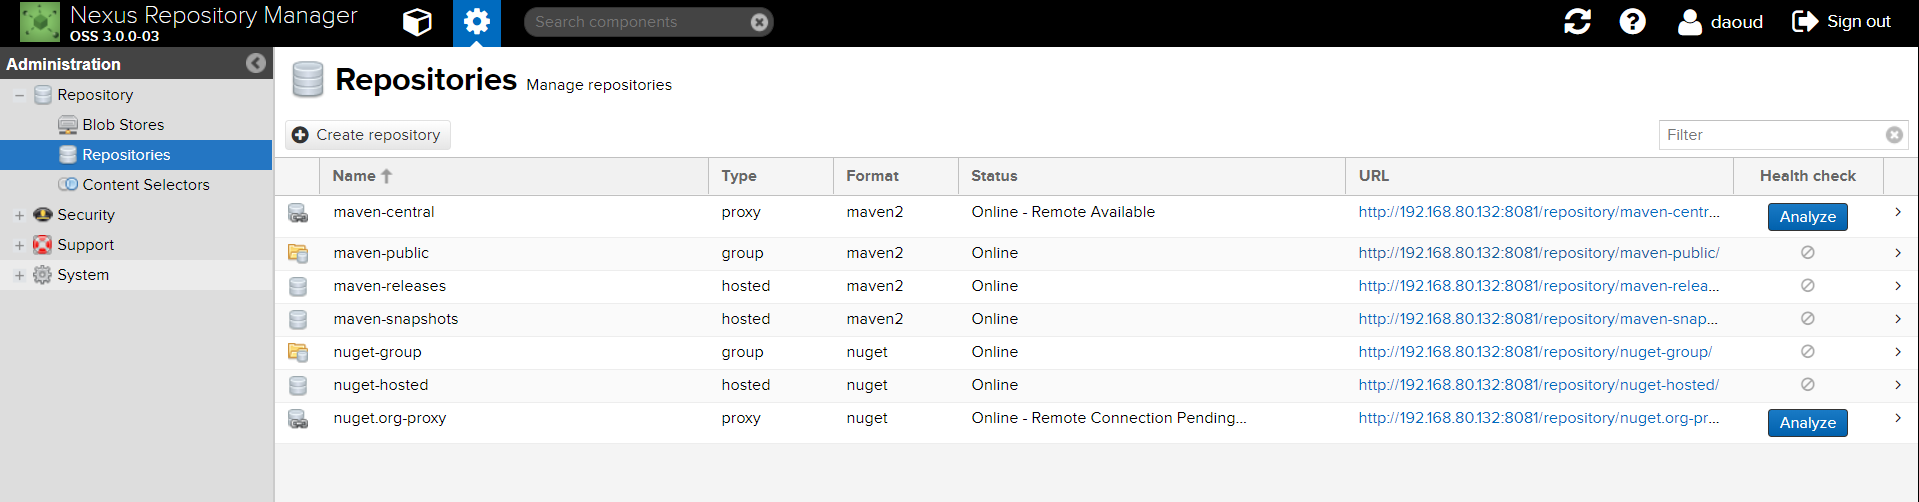 Nexus Repository Manager
OSS 3.0.0-03
Search components
daoud
Sign out
Administration
Repository
Blob Stores
Repositories
Content Selectors
Security
Support
System
Repositories Manage repositories
Create repository
Filter
Name Type Format Status URL Health check
maven-central proxy maven2 Online - Remote Available http://192.168.80.132:8081/repository/maven-centr... Analyze
maven-public group maven2 Online http://192.168.80.132:8081/repository/maven-public/
maven-releases hosted maven2 Online http://192.168.80.132:8081/repository/maven-relea...
maven-snapshots hosted maven2 Online http://192.168.80.132:8081/repository/maven-snap...
nuget-group group nuget Online http://192.168.80.132:8081/repository/nuget-group/
nuget-hosted hosted nuget Online http://192.168.80.132:8081/repository/nuget-hosted/
nuget.org-proxy proxy nuget Online - Remote Connection Pending... http://192.168.80.132:8081/repository/nuget.org-pr... Analyze